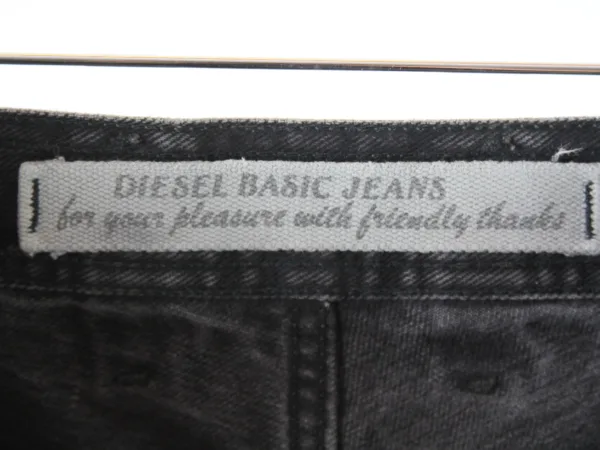 DIESEL BASIC JEANS
for your pleasure with friendly thanks